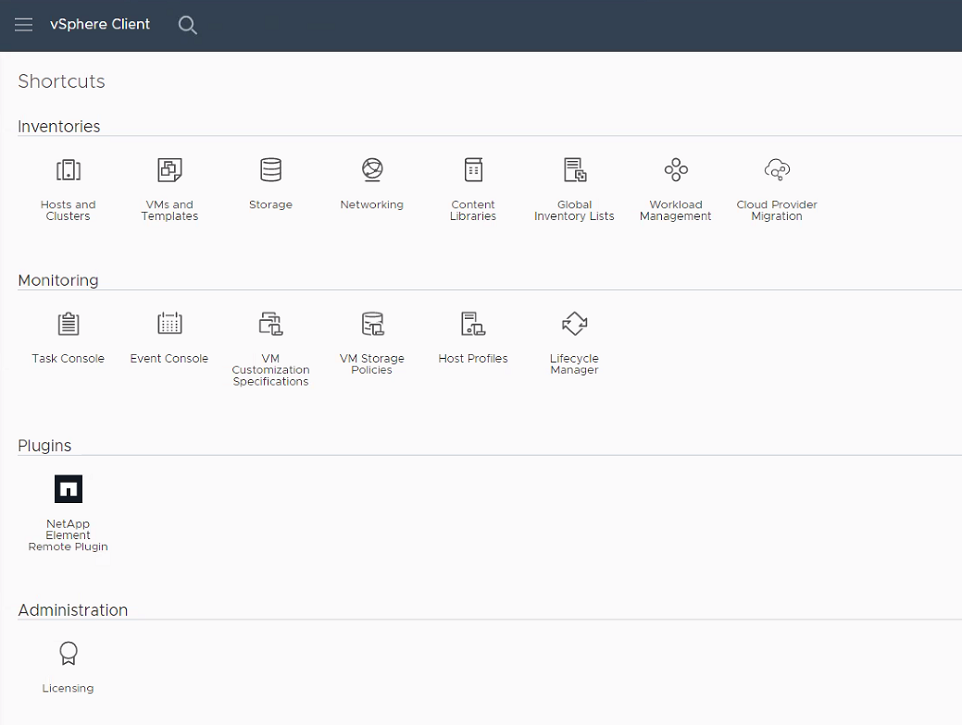 vSphere Client
Shortcuts
Inventories
Hosts and
Clusters
VMs and
Templates
Storage
Networking
Content
Libraries
Global
Inventory Lists
Workload
Management
Cloud Provider
Migration
Monitoring
Task Console
Event Console
VM
Customization
Specifications
VM Storage
Policies
Host Profiles
Lifecycle
Manager
Plugins
NetApp
Element
Remote Plugin
Administration
Licensing